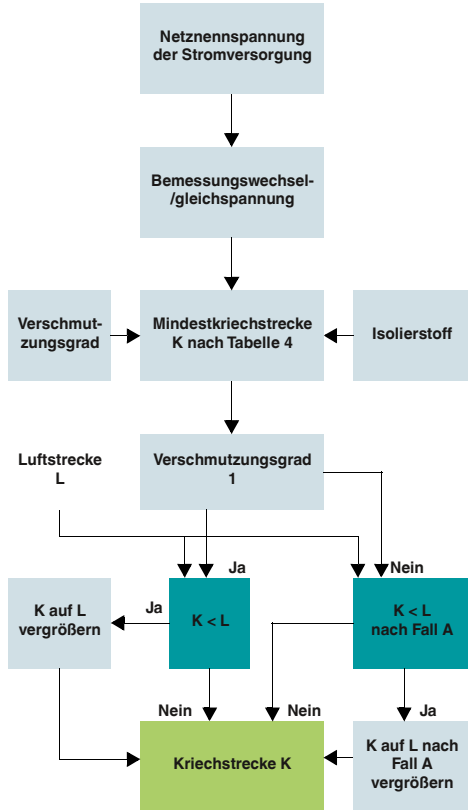 Netznennspannung
der Stromversorgung
Bemessungswechsel-
/gleichspannung
Verschmut-
zungsgrad
Mindestkriechstrecke
K nach Tabelle 4
Isolierstoff
Luftstrecke
L
Verschmutzungsgrad
1
Ja
Nein
K auf L
vergrößern
Ja
K < L
K < L
nach Fall A
Nein
Nein
Ja
Kriechstrecke K
K auf L nach
Fall A
vergrößern